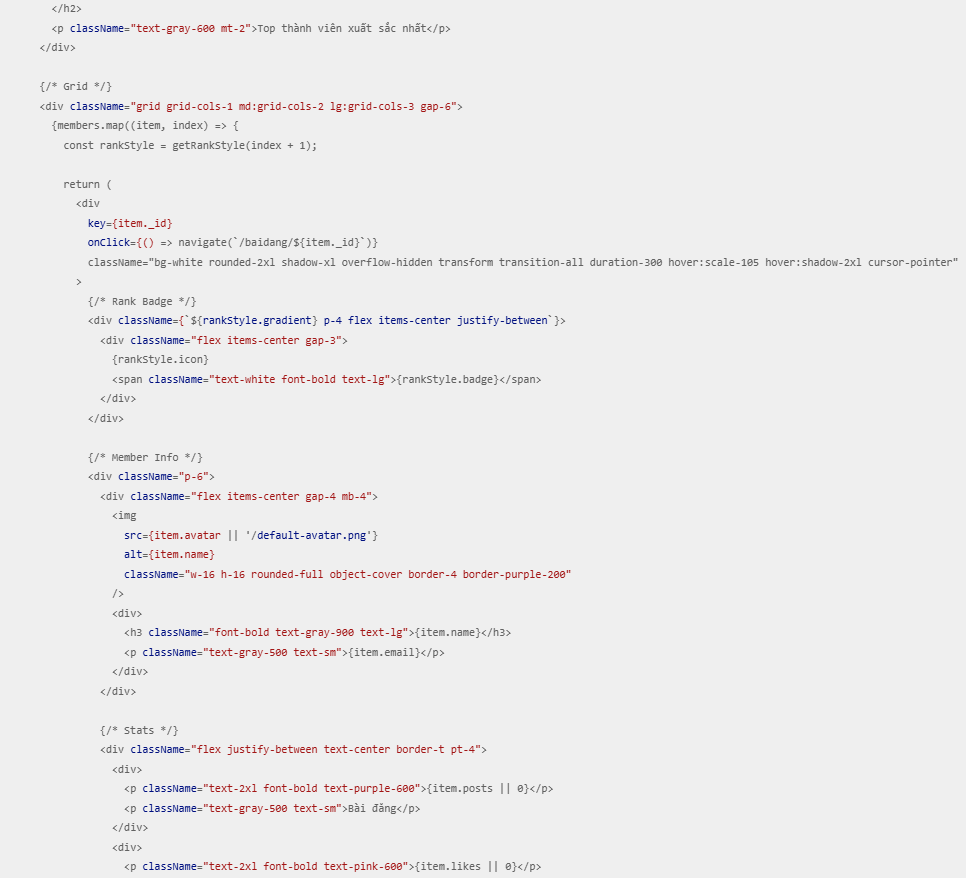 </h2>
<p className="text-gray-600 mt-2">Top thành viên xuất sắc nhất</p>
</div>
{/* Grid */}
<div className="grid grid-cols-1 md:grid-cols-2 lg:grid-cols-3 gap-6">
{members.map((item, index) => {
const rankStyle = getRankStyle(index + 1);
return (
<div
key={item._id}
onClick={() => navigate(`/baidang/${item._id}`)}
className="bg-white rounded-2xl shadow-xl overflow-hidden transform transition-all duration-300 hover:scale-105 hover:shadow-2xl cursor-pointer"
>
{/* Rank Badge */}
<div className={`${rankStyle.gradient} p-4 flex items-center justify-between`}>
<div className="flex items-center gap-3">
{rankStyle.icon}
<span className="text-white font-bold text-lg">{rankStyle.badge}</span>
</div>
</div>
{/* Member Info */}
<div className="p-6">
<div className="flex items-center gap-4 mb-4">
<img
src={item.avatar || '/default-avatar.png'}
alt={item.name}
className="w-16 h-16 rounded-full object-cover border-4 border-purple-200"
/>
<div>
<h3 className="font-bold text-gray-900 text-lg">{item.name}</h3>
<p className="text-gray-500 text-sm">{item.email}</p>
</div>
</div>
{/* Stats */}
<div className="flex justify-between text-center border-t pt-4">
<div>
<p className="text-2xl font-bold text-purple-600">{item.posts || 0}</p>
<p className="text-gray-500 text-sm">Bài đăng</p>
</div>
<div>
<p className="text-2xl font-bold text-pink-600">{item.likes || 0}</p>